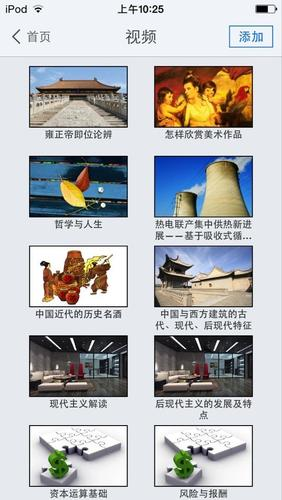 iPod 上午10:25
首页 视频 添加
雍正帝即位论辨
怎样欣赏美术作品
哲学与人生
热电联产集中供热新进
展——基于吸收式循...
中国近代的历史名酒
中国与西方建筑的古
代、现代、后现代特征
现代主义解读
后现代主义的发展及特
点
资本运算基础
风险与报酬